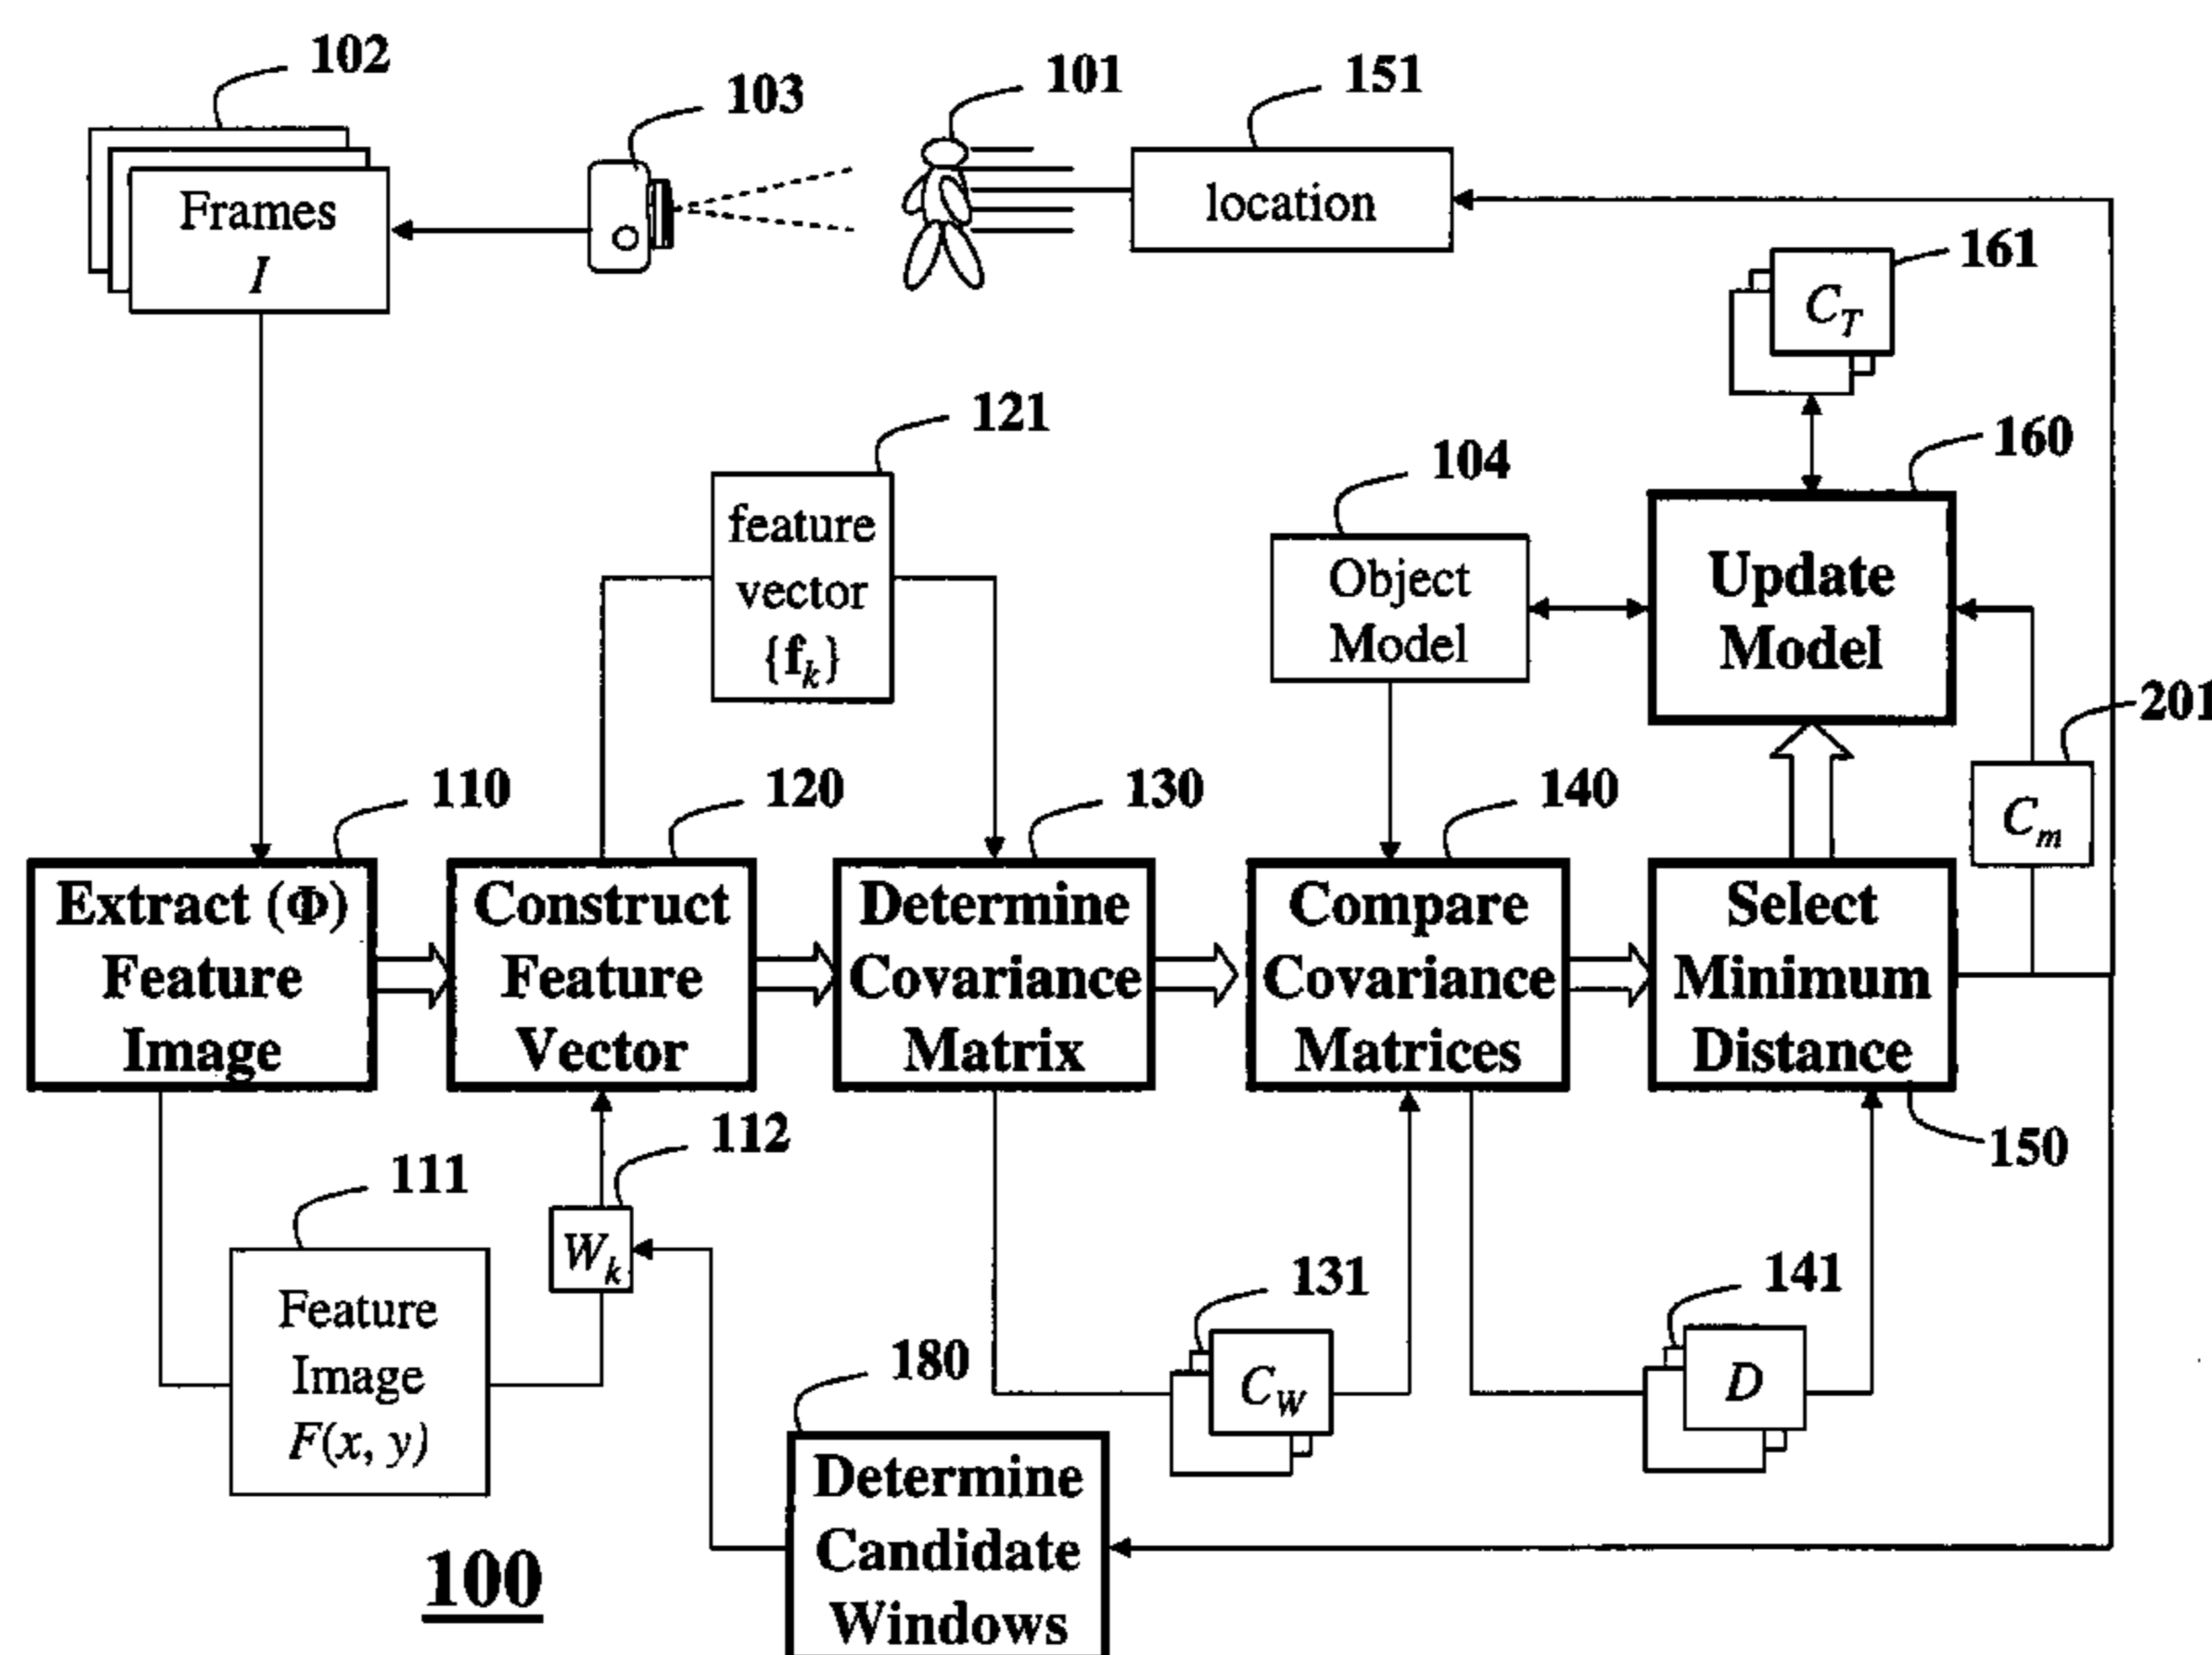 102
103
101
151
Frames
I
location
161
C_T
121
104
160
feature
vector
{f_k}
Object
Model
Update
Model
201
110
120
130
140
C_m
Extract (Φ)
Feature
Image
Construct
Feature
Vector
Determine
Covariance
Matrix
Compare
Covariance
Matrices
Select
Minimum
Distance
112
150
111
W_k
131
141
Feature
Image
F(x, y)
180
C_W
D
Determine
Candidate
Windows
100